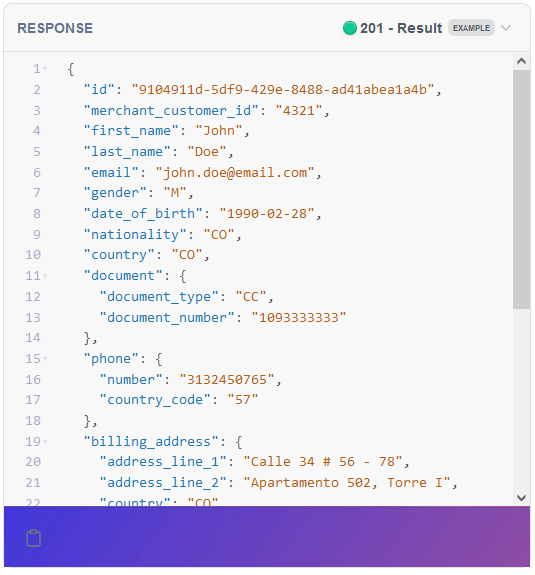 RESPONSE
201 - Result EXAMPLE
1 {
2 "id": "9104911d-5df9-429e-8488-ad41abea1a4b",
3 "merchant_customer_id": "4321",
4 "first_name": "John",
5 "last_name": "Doe",
6 "email": "john.doe@email.com",
7 "gender": "M",
8 "date_of_birth": "1990-02-28",
9 "nationality": "CO",
10 "country": "CO",
11 "document": {
12 "document_type": "CC",
13 "document_number": "1093333333"
14 },
15 "phone": {
16 "number": "3132450765",
17 "country_code": "57"
18 },
19 "billing_address": {
20 "address_line_1": "Calle 34 # 56 - 78",
21 "address_line_2": "Apartamento 502, Torre I",
22 "country": "CO"